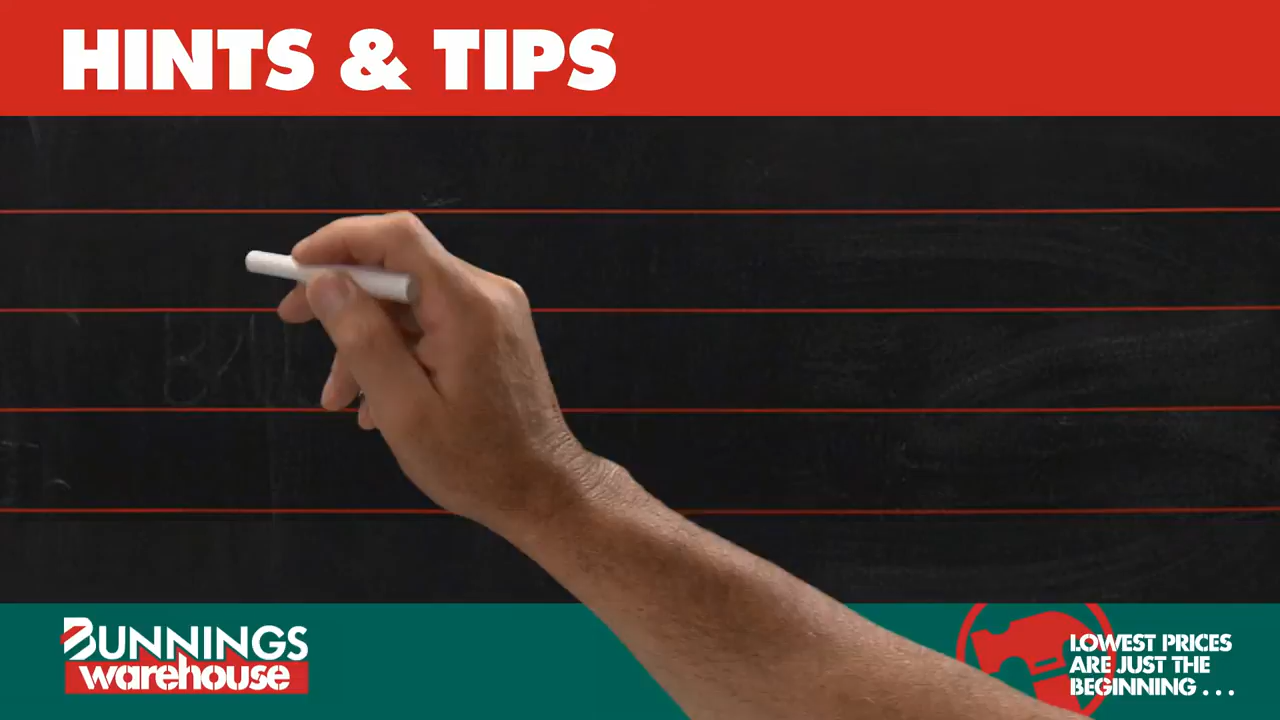 HINTS & TIPS
BUNNINGS
warehouse
LOWEST PRICES
ARE JUST THE
BEGINNING . . .